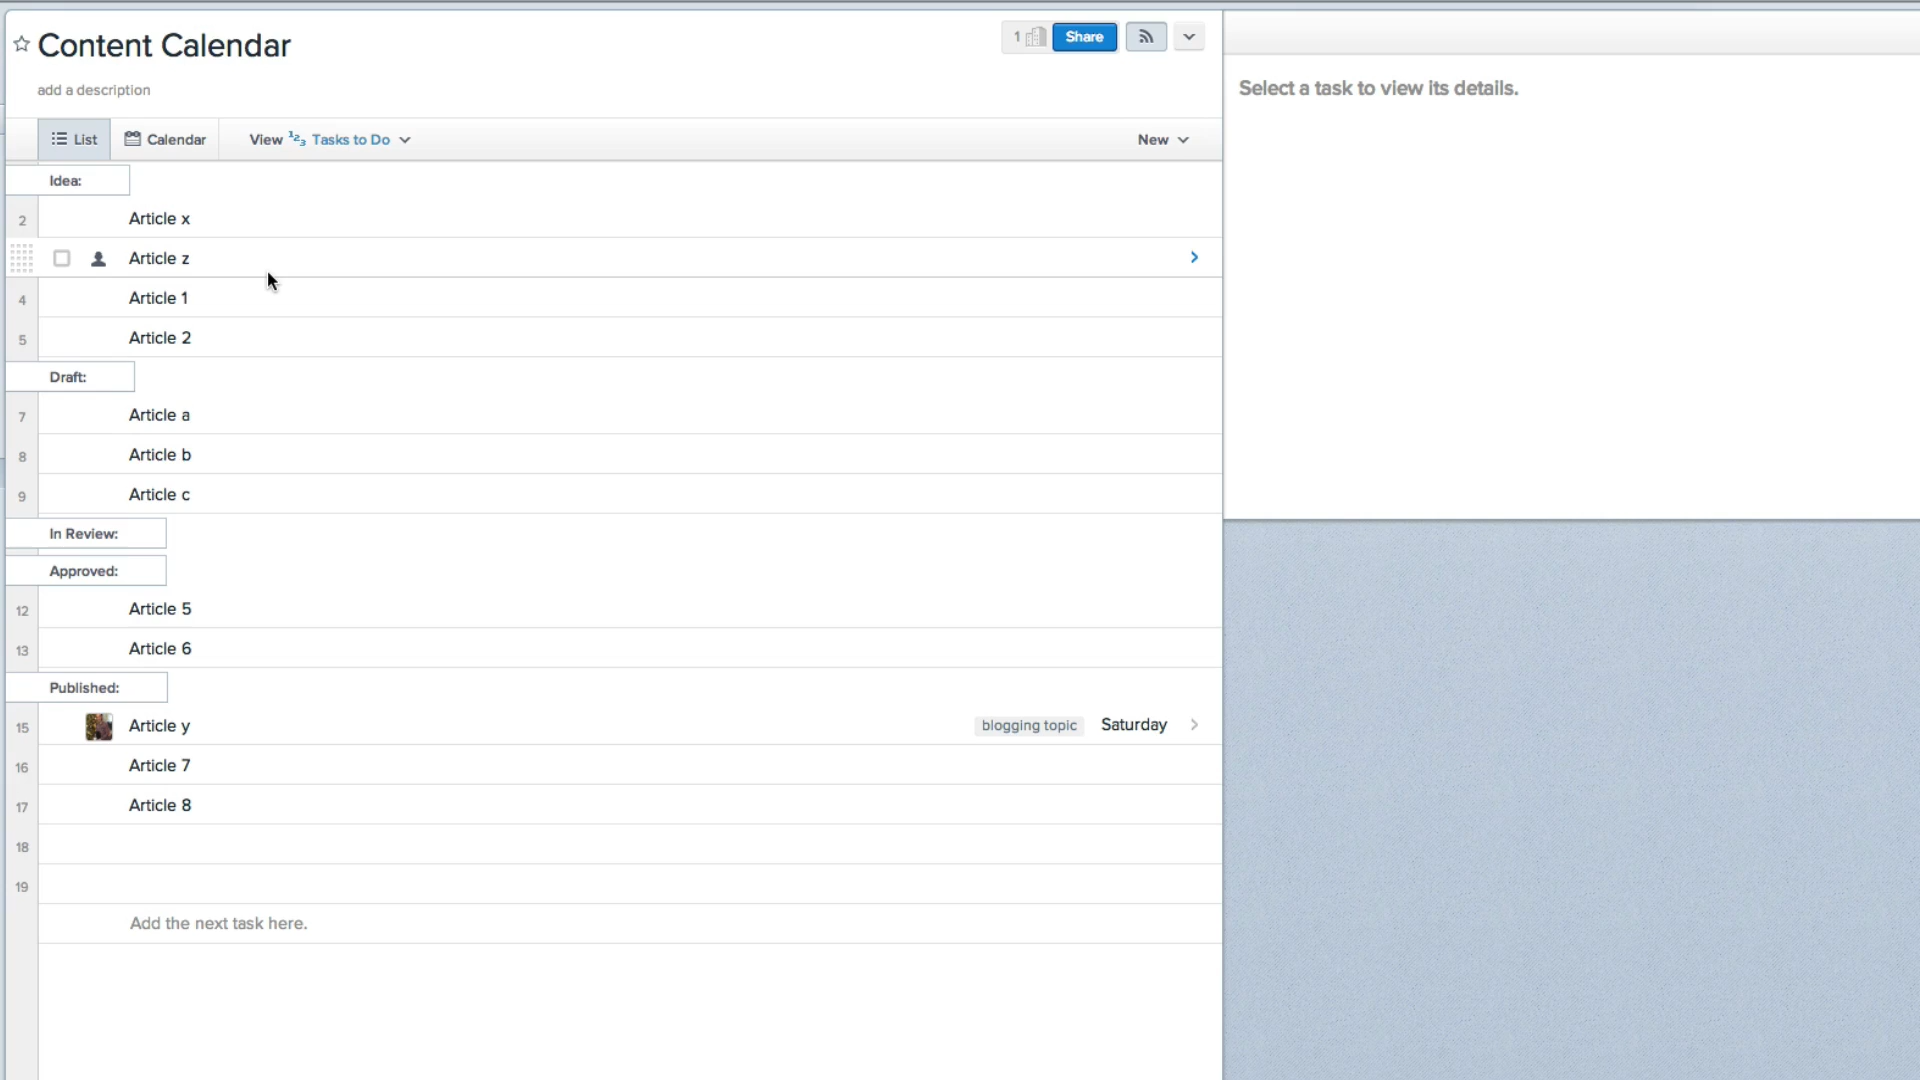 Content Calendar
1 Share
add a description
List Calendar View 123 Tasks to Do New
Select a task to view its details.
Idea:
2 Article x
Article z
4 Article 1
5 Article 2
Draft:
7 Article a
8 Article b
9 Article c
In Review:
Approved:
12 Article 5
13 Article 6
Published:
15 Article y blogging topic Saturday
16 Article 7
17 Article 8
18
19
Add the next task here.